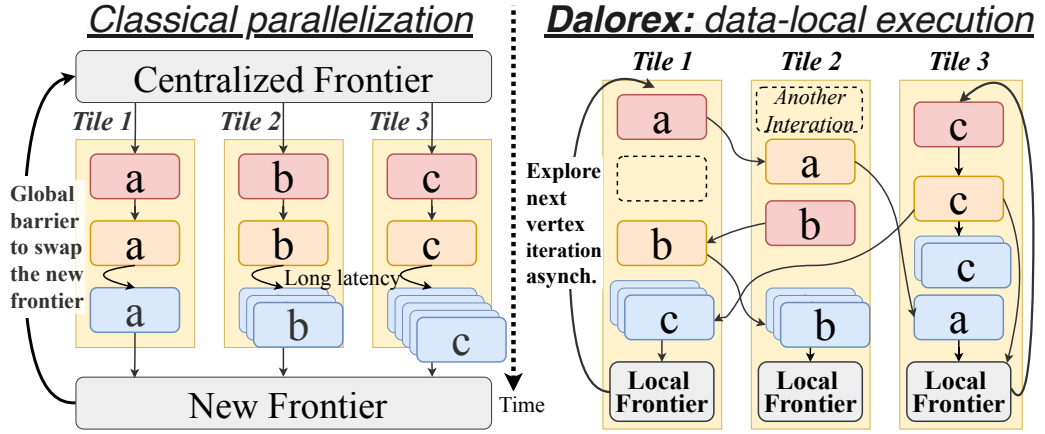 Classical parallelization
Centralized Frontier
Tile 1
Tile 2
Tile 3
a
b
c
a
b
c
Long latency
a
b
c
New Frontier
Global
barrier
to swap
the new
frontier
Time
Dalorex: data-local execution
Tile 1
Tile 2
Tile 3
a
Another
Interation
c
a
c
b
b
c
c
b
a
Local
Frontier
Local
Frontier
Local
Frontier
Explore
next
vertex
iteration
asynch.